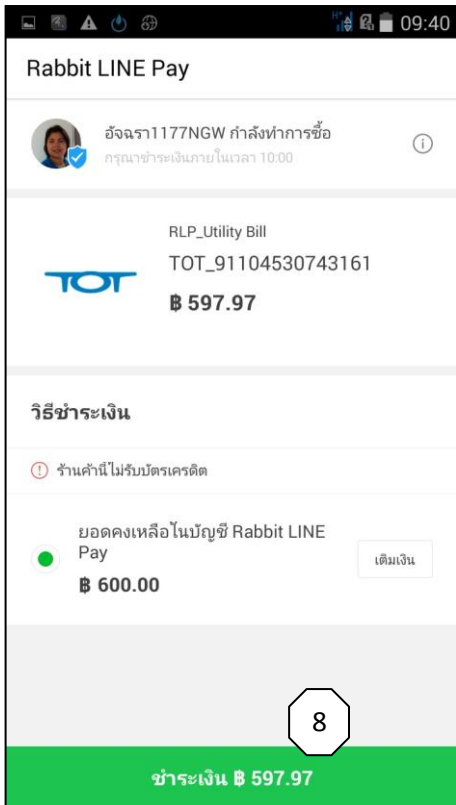 09:40
Rabbit LINE Pay
อัจฉรา1177NGW กำลังทำการซื้อ
กรุณาชำระเงินภายในเวลา 10:00
RLP_Utility Bill
TOT_91104530743161
TOT
฿ 597.97
วิธีชำระเงิน
ร้านค้านี้ไม่รับบัตรเครดิต
ยอดคงเหลือในบัญชี Rabbit LINE
Pay
เติมเงิน
฿ 600.00
8
ชำระเงิน ฿ 597.97